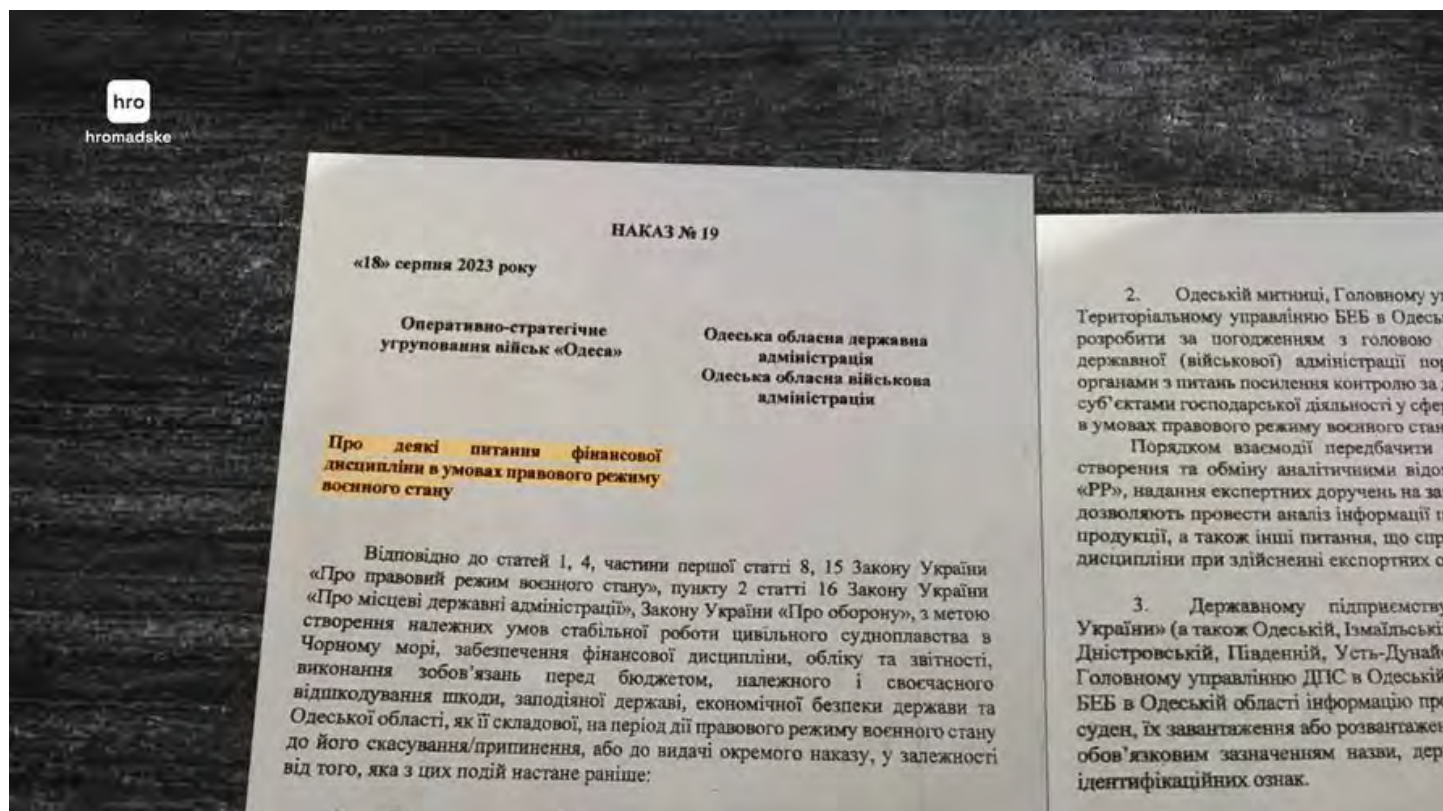 hro
hromadske
НАКАЗ № 19
«18» серпня 2023 року
Оперативно-стратегічне
угруповання військ «Одеса»
Одеська обласна державна
адміністрація
Одеська обласна військова
адміністрація
Про деякі питання фінансової
дисципліни в умовах правового режиму
воєнного стану
Відповідно до статей 1, 4, частини першої статті 8, 15 Закону України
«Про правовий режим воєнного стану», пункту 2 статті 16 Закону України
«Про місцеві державні адміністрації», Закону України «Про оборону», з метою
створення належних умов стабільної роботи цивільного судноплавства в
Чорному морі, забезпечення фінансової дисципліни, обліку та звітності,
виконання зобов’язань перед бюджетом, належного і своєчасного
відшкодування шкоди, заподіяної державі, економічної безпеки держави та
Одеської області, як її складової, на період дії правового режиму воєнного стану
до його скасування/припинення, або до видачі окремого наказу, у залежності
від того, яка з цих подій настане раніше:
2. Одеській митниці, Головному
Територіальному управлінню БЕБ в
розробити за погодженням з головою
державної (військової) адміністрації
органами з питань посилення контролю за
суб’єктами господарської діяльності у
в умовах правового режиму воєнного
Порядком взаємодії передбачити
створення та обміну аналітичними
«РР», надання експертних доручень на
дозволяють провести аналіз інформації
продукції, а також інші питання, що
дисципліни при здійсненні експортних
3. Державному
України» (а також Одеській,
Дністровській, Південній,
Головному управлінню ДПС в Одеській
БЕБ в Одеській області інформацію
суден, їх завантаження або
обов’язковим зазначенням назви,
ідентифікаційних ознак.